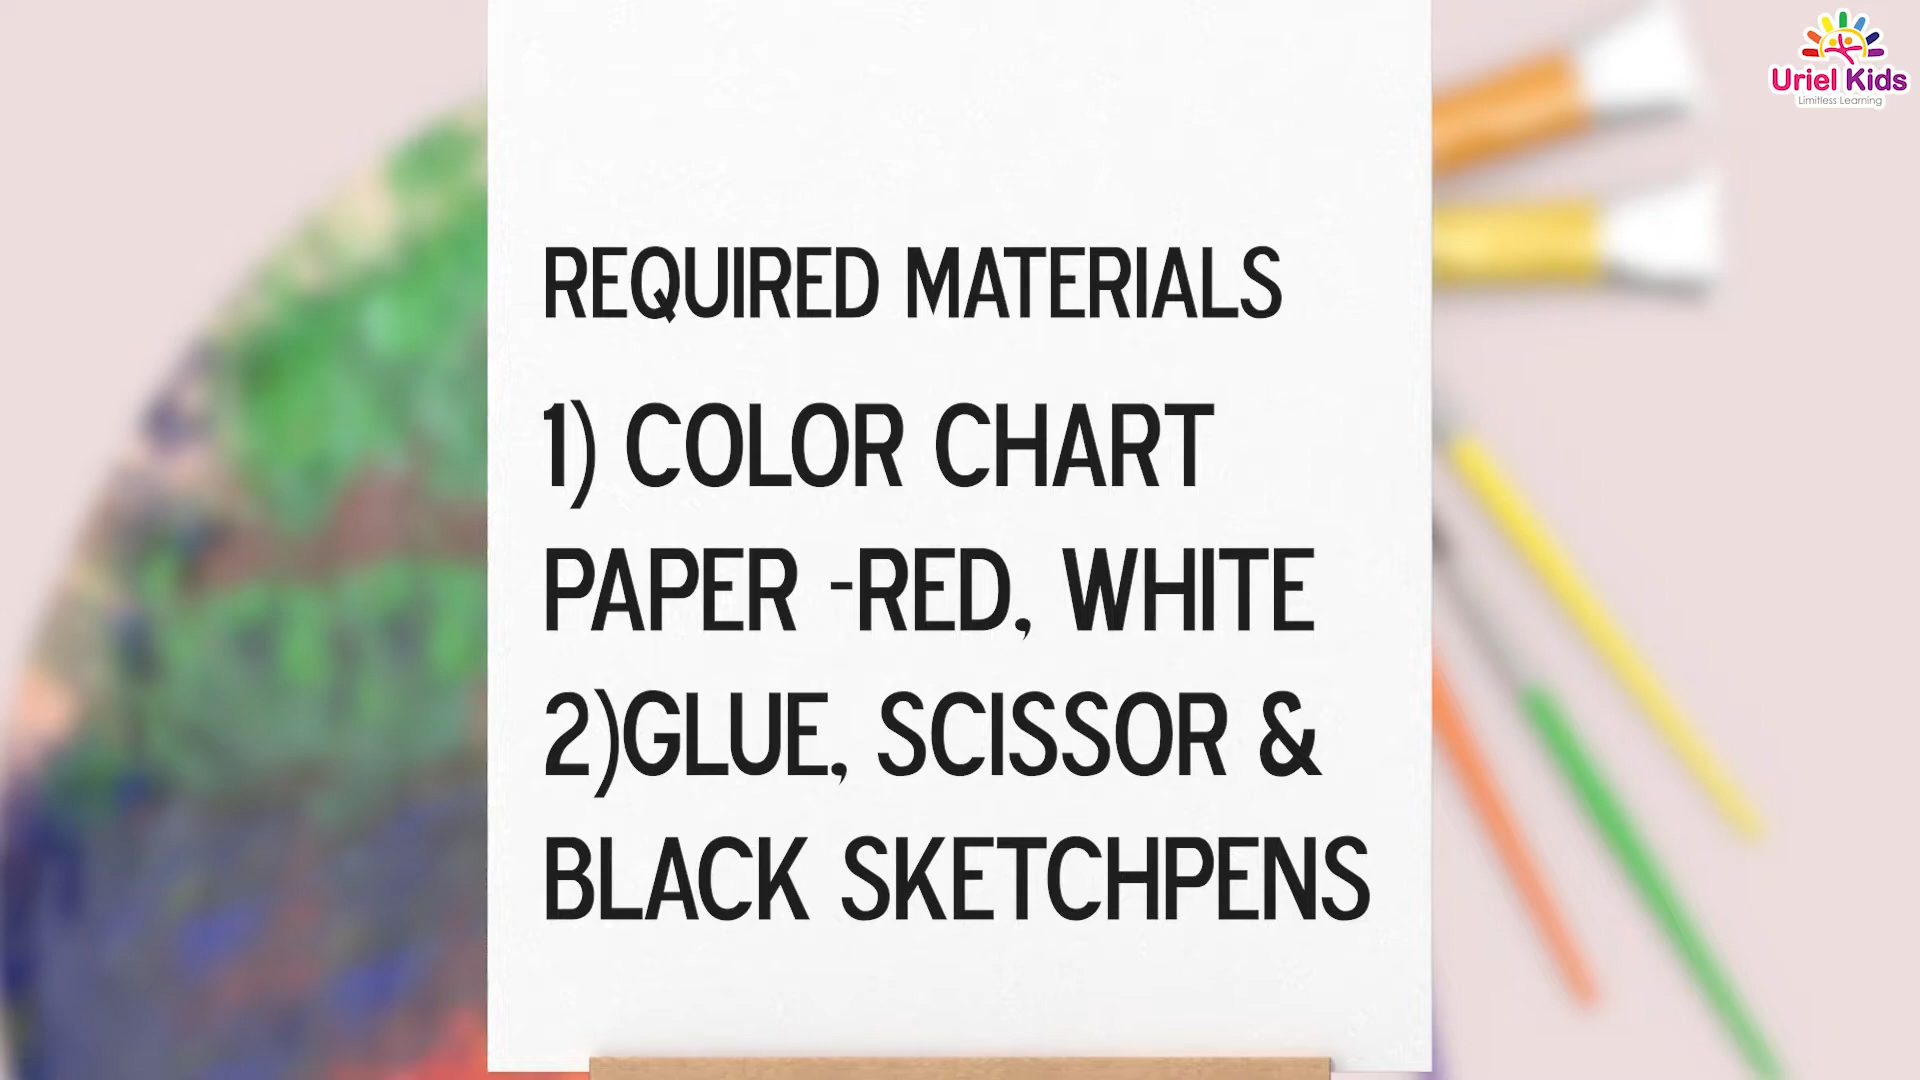 Uriel Kids
Limitless Learning
REQUIRED MATERIALS
1) COLOR CHART
PAPER -RED, WHITE
2)GLUE, SCISSOR &
BLACK SKETCHPENS